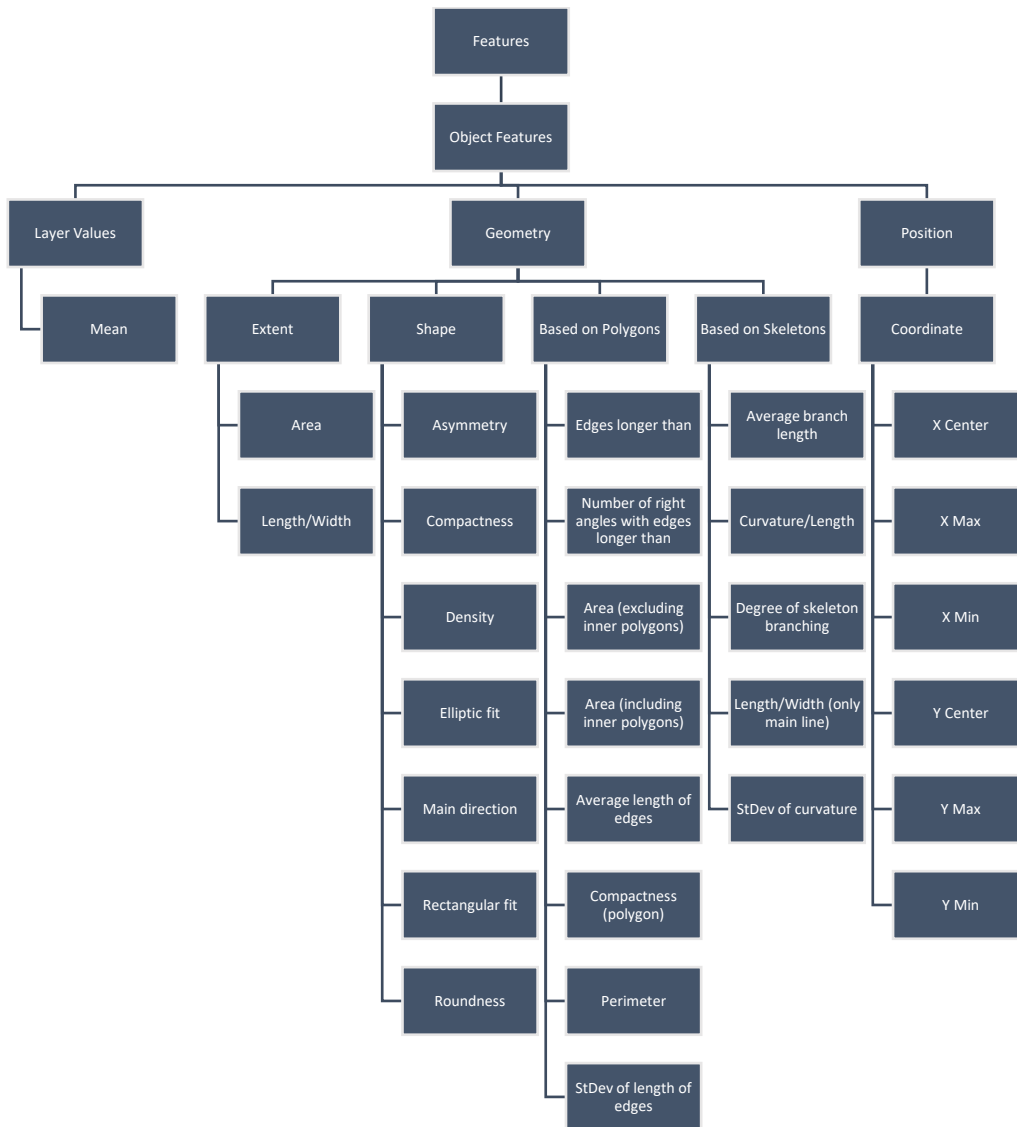 Features
Object Features
Layer Values
Geometry
Position
Mean
Extent
Shape
Based on Polygons
Based on Skeletons
Coordinate
Area
Asymmetry
Edges longer than
Average branch
length
X Center
Length/Width
Compactness
Number of right
angles with edges
longer than
Curvature/Length
X Max
Density
Area (excluding
inner polygons)
Degree of skeleton
branching
X Min
Elliptic fit
Area (including
inner polygons)
Length/Width (only
main line)
Y Center
Main direction
Average length of
edges
StDev of curvature
Y Max
Rectangular fit
Compactness
(polygon)
Y Min
Roundness
Perimeter
StDev of length of
edges